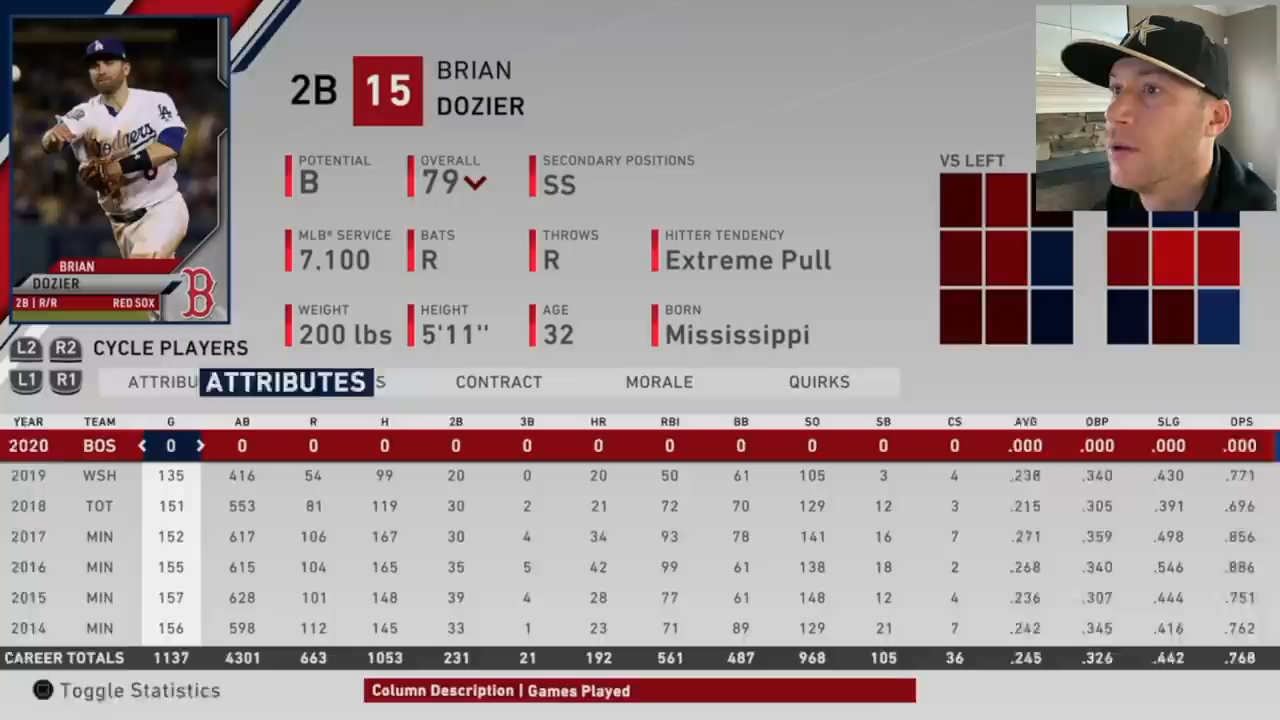 2B 15 BRIAN DOZIER
POTENTIAL B
OVERALL 79
SECONDARY POSITIONS SS
VS LEFT
MLB® SERVICE 7.100
BATS R
THROWS R
HITTER TENDENCY Extreme Pull
WEIGHT 200 lbs
HEIGHT 5'11"
AGE 32
BORN Mississippi
Dodgers
LA
BRIAN
DOZIER
2B | R/R RED SOX
B
L2 R2 CYCLE PLAYERS
L1 R1 ATTRIBU ATTRIBUTES S CONTRACT MORALE QUIRKS
YEAR TEAM G AB R H 2B 3B HR RBI BB SO SB CS AVG OBP SLG OPS
2020 BOS 0 0 0 0 0 0 0 0 0 0 0 0 .000 .000 .000 .000
2019 WSH 135 416 54 99 20 0 20 50 61 105 3 4 .238 .340 .430 .771
2018 TOT 151 553 81 119 30 2 21 72 70 129 12 3 .215 .305 .391 .696
2017 MIN 152 617 106 167 30 4 34 93 78 141 16 7 .271 .359 .498 .856
2016 MIN 155 615 104 165 35 5 42 99 61 138 18 2 .268 .340 .546 .886
2015 MIN 157 628 101 148 39 4 28 77 61 148 12 4 .236 .307 .444 .751
2014 MIN 156 598 112 145 33 1 23 71 89 129 21 7 .242 .345 .416 .762
CAREER TOTALS 1137 4301 663 1053 231 21 192 561 487 968 105 36 .245 .326 .442 .768
Toggle Statistics
Column Description | Games Played